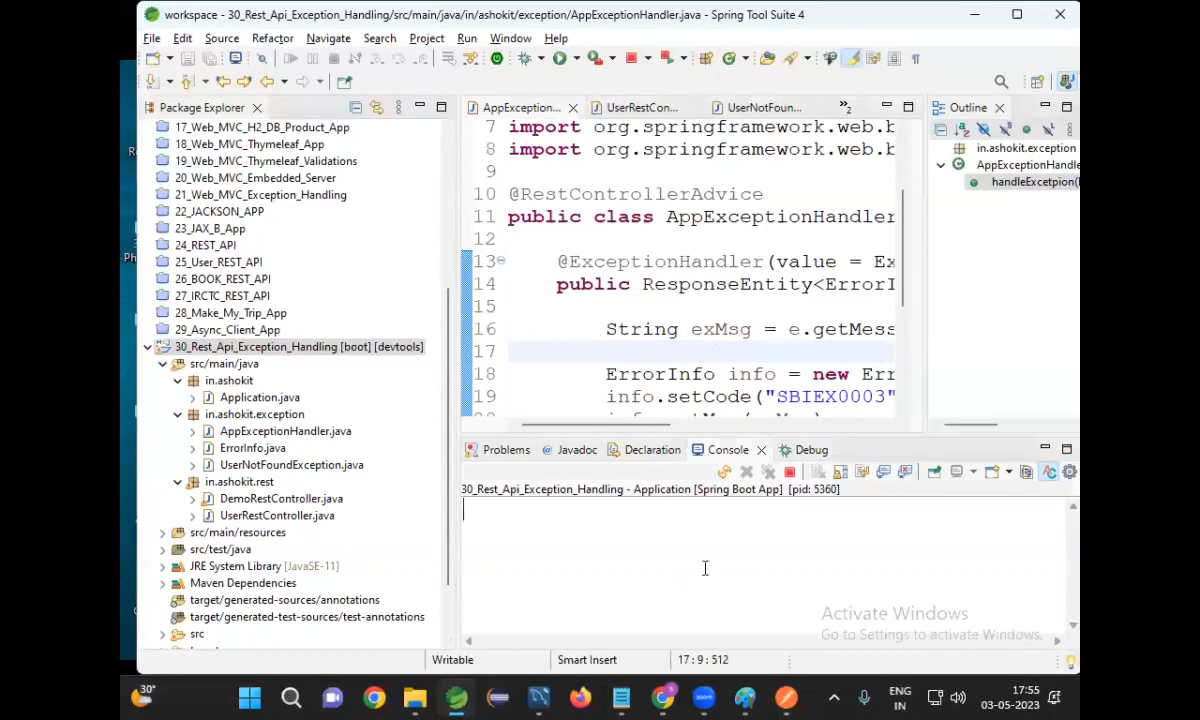 workspace - 30_Rest_Api_Exception_Handling/src/main/java/in/ashokit/exception/AppExceptionHandler.java - Spring Tool Suite 4
File Edit Source Refactor Navigate Search Project Run Window Help
Package Explorer
17_Web_MVC_H2_DB_Product_App
18_Web_MVC_Thymeleaf_App
19_Web_MVC_Thymeleaf_Validations
20_Web_MVC_Embedded_Server
21_Web_MVC_Exception_Handling
22_JACKSON_APP
23_JAX_B_App
24_REST_API
25_User_REST_API
26_BOOK_REST_API
27_IRCTC_REST_API
28_Make_My_Trip_App
29_Async_Client_App
30_Rest_Api_Exception_Handling [boot] [devtools]
src/main/java
in.ashokit
Application.java
in.ashokit.exception
AppExceptionHandler.java
ErrorInfo.java
UserNotFoundException.java
in.ashokit.rest
DemoRestController.java
UserRestController.java
src/main/resources
src/test/java
JRE System Library [JavaSE-11]
Maven Dependencies
target/generated-sources/annotations
target/generated-test-sources/test-annotations
src
AppException... UserRestCon... UserNotFoun... »2
7 import org.springframework.web.b
8 import org.springframework.web.b
9
10 @RestControllerAdvice
11 public class AppExceptionHandler
12
13 @ExceptionHandler(value = Ex
14 public ResponseEntity<ErrorI
15
16 String exMsg = e.getMess
17
18 ErrorInfo info = new Err
19 info.setCode("SBIEX0003"
Outline
in.ashokit.exception
AppExceptionHandle
handleExcetpion(
Problems @ Javadoc Declaration Console Debug
30_Rest_Api_Exception_Handling - Application [Spring Boot App] [pid: 5360]
Activate Windows
Go to Settings to activate Windows.
Writable Smart Insert 17:9:512
30°
zoom
ENG
IN
17:55
03-05-2023